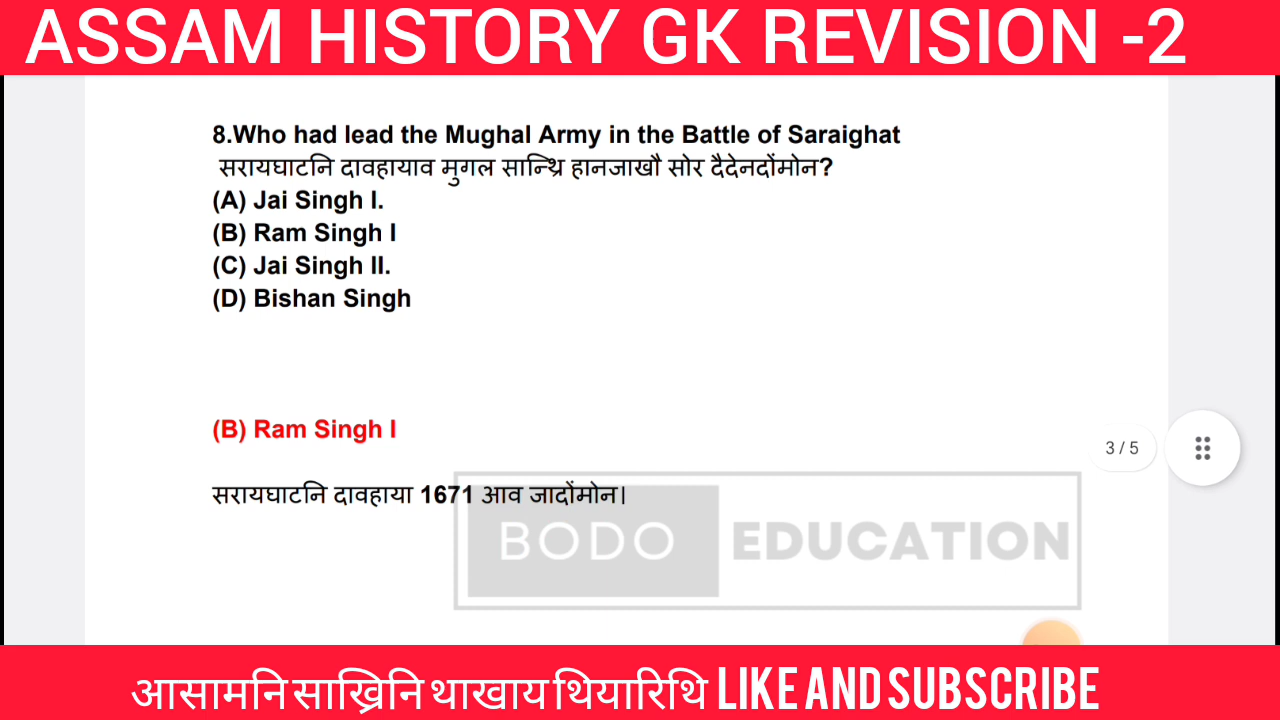 ASSAM HISTORY GK REVISION -2
8.Who had lead the Mughal Army in the Battle of Saraighat
सरायघाटनि दावहायाव मुगल सान्थ्रि हानजाखौ सोर दैदेनदोंमोन?
(A) Jai Singh I.
(B) Ram Singh I
(C) Jai Singh II.
(D) Bishan Singh
(B) Ram Singh I
3 / 5
सरायघाटनि दावहाया 1671 आव जादोंमोन।
BODO EDUCATION
आसामनि साख्रिनि थाखाय थियारिथि LIKE AND SUBSCRIBE